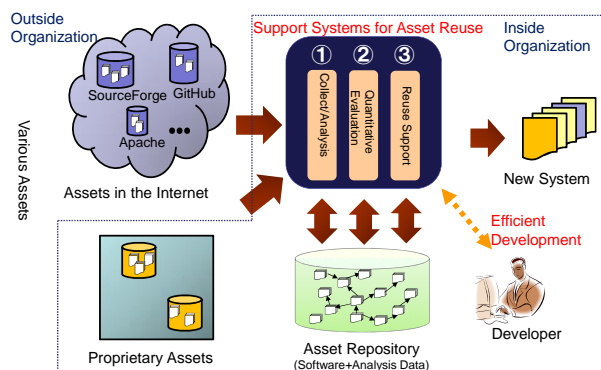 Outside
Organization
Support Systems for Asset Reuse
Inside
Organization
SourceForge
GitHub
Apache
Various Assets
Assets in the Internet
① ② ③
Collect/Analysis
Quantitative
Evaluation
Reuse Support
New System
Efficient
Development
Proprietary Assets
Asset Repository
(Software+Analysis Data)
Developer